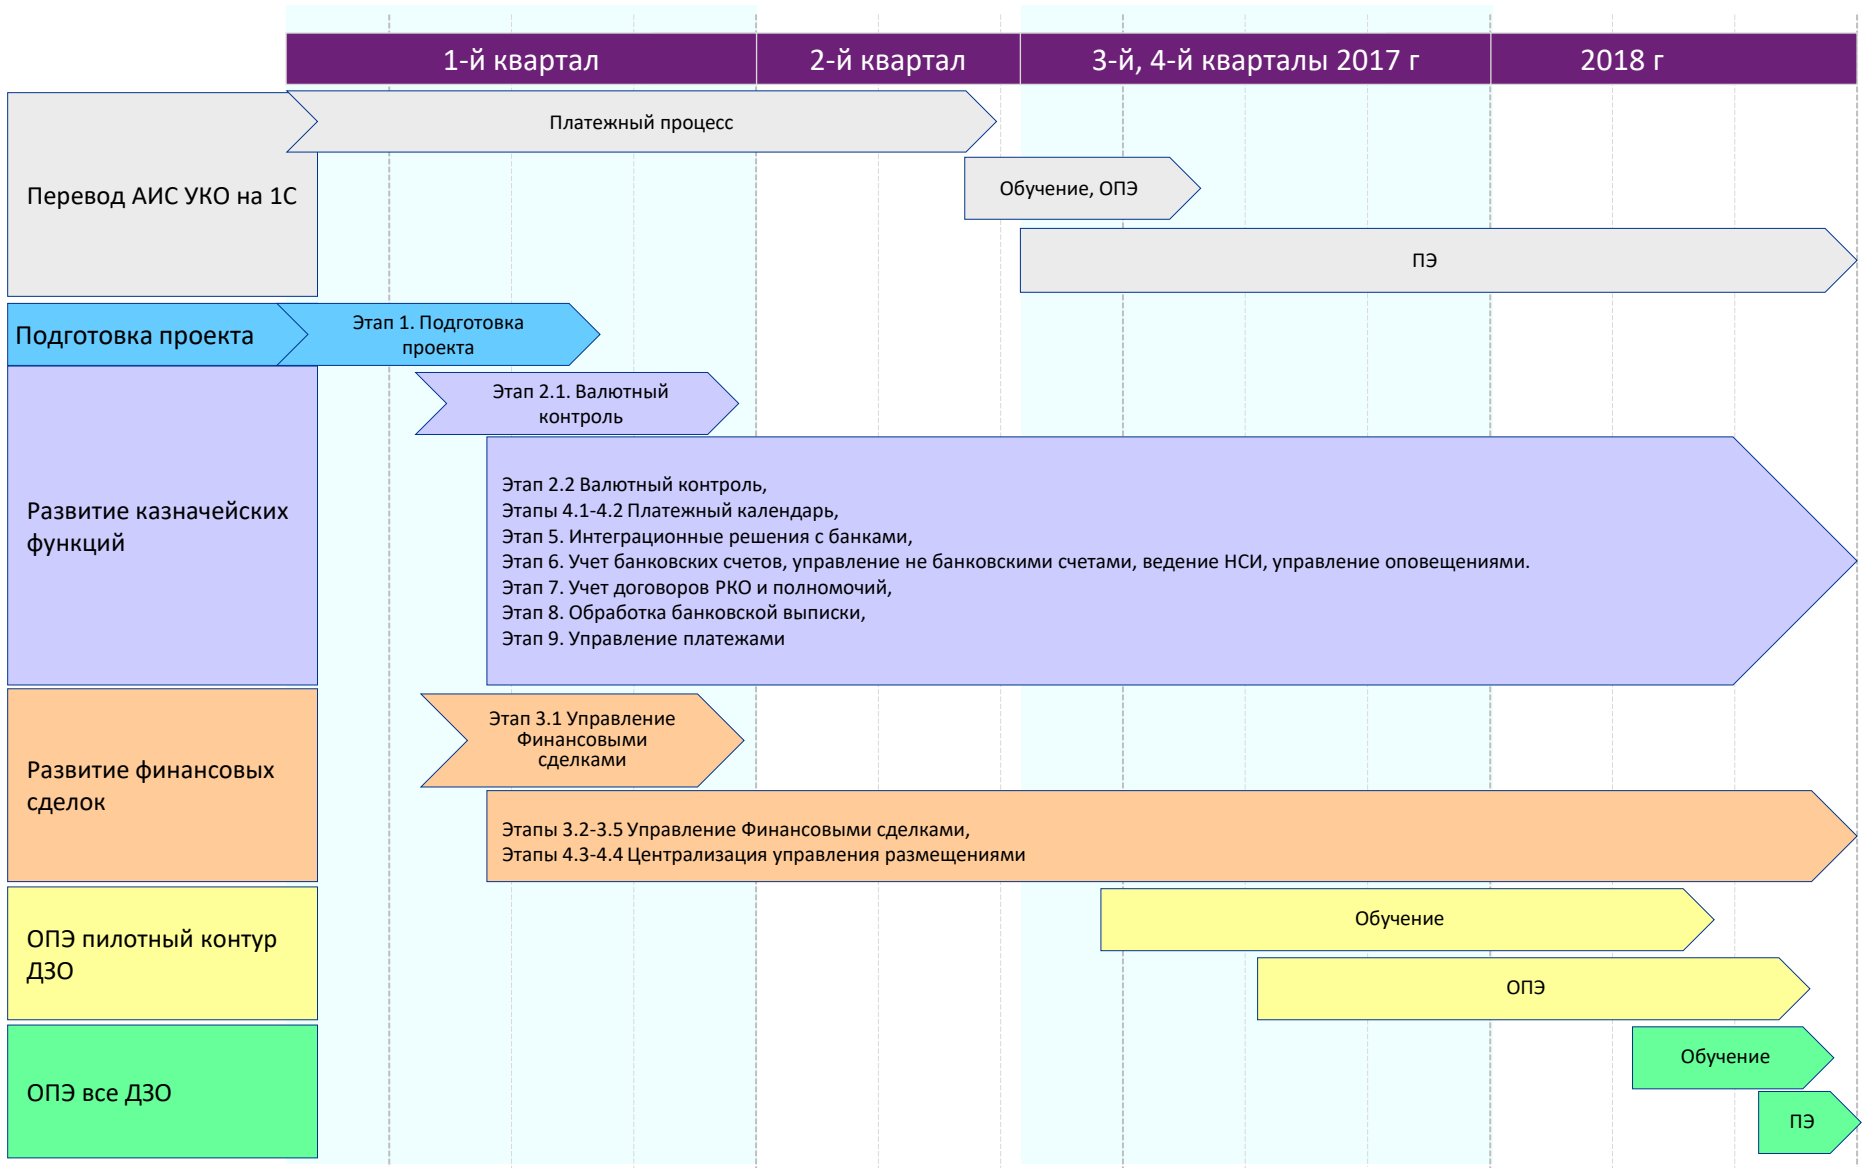 1-й квартал
2-й квартал
3-й, 4-й кварталы 2017 г
2018 г
Перевод АИС УКО на 1С
Платежный процесс
Обучение, ОПЭ
ПЭ
Подготовка проекта
Этап 1. Подготовка
проекта
Развитие казначейских
функций
Этап 2.1. Валютный
контроль
Этап 2.2 Валютный контроль,
Этапы 4.1-4.2 Платежный календарь,
Этап 5. Интеграционные решения с банками,
Этап 6. Учет банковских счетов, управление не банковскими счетами, ведение НСИ, управление оповещениями.
Этап 7. Учет договоров РКО и полномочий,
Этап 8. Обработка банковской выписки,
Этап 9. Управление платежами
Развитие финансовых
сделок
Этап 3.1 Управление
Финансовыми
сделками
Этапы 3.2-3.5 Управление Финансовыми сделками,
Этапы 4.3-4.4 Централизация управления размещениями
ОПЭ пилотный контур
ДЗО
Обучение
ОПЭ
ОПЭ все ДЗО
Обучение
ПЭ